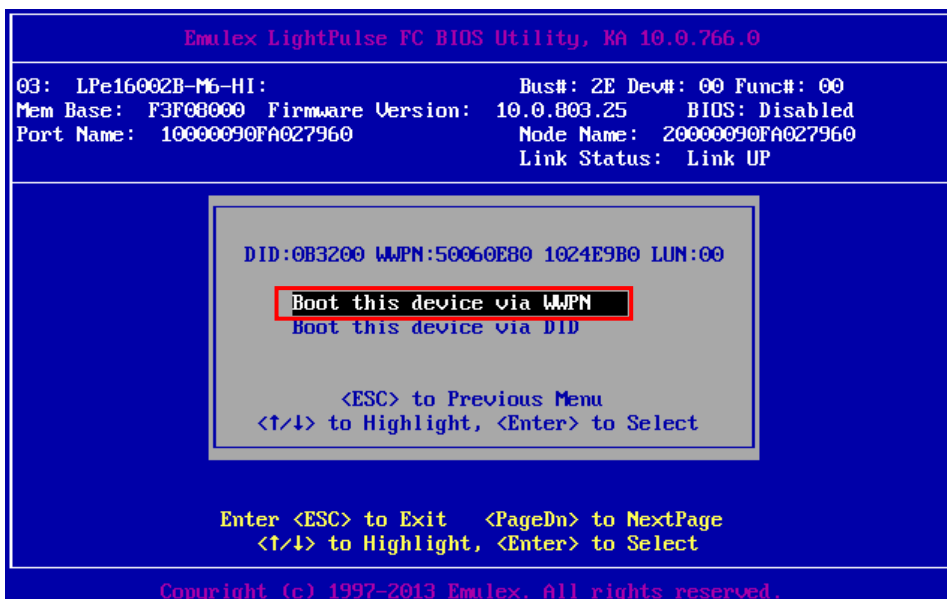 Emulex LightPulse FC BIOS Utility, KA 10.0.766.0
03: LPe16002B-M6-HI: Bus#: 2E Dev#: 00 Func#: 00
Mem Base: F3F08000 Firmware Version: 10.0.803.25 BIOS: Disabled
Port Name: 10000090FA027960 Node Name: 20000090FA027960
Link Status: Link UP
DID:0B3200 WWPN:50060E80 1024E9B0 LUN:00
Boot this device via WWPN
Boot this device via DID
<ESC> to Previous Menu
<↑/↓> to Highlight, <Enter> to Select
Enter <ESC> to Exit <PageDn> to NextPage
<↑/↓> to Highlight, <Enter> to Select
Copyright (c) 1997-2013 Emulex. All rights reserved.